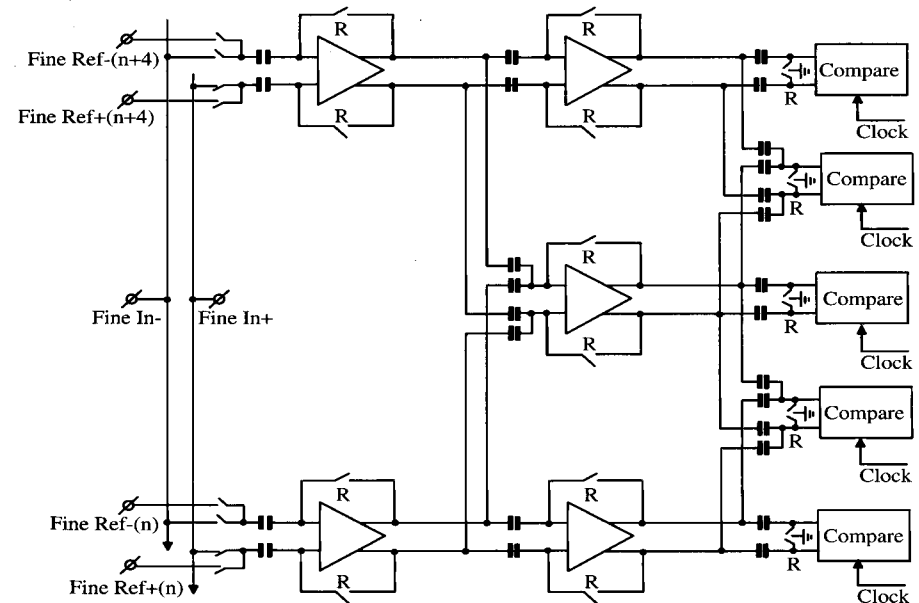 R
R
Fine Ref-(n+4)
Compare
Fine Ref+(n+4)
R
R
R
Clock
Compare
R
Clock
R
Fine In-
Fine In+
Compare
R
R
Clock
Compare
R
Clock
R
R
Fine Ref-(n)
Compare
Fine Ref+(n)
R
R
R
Clock